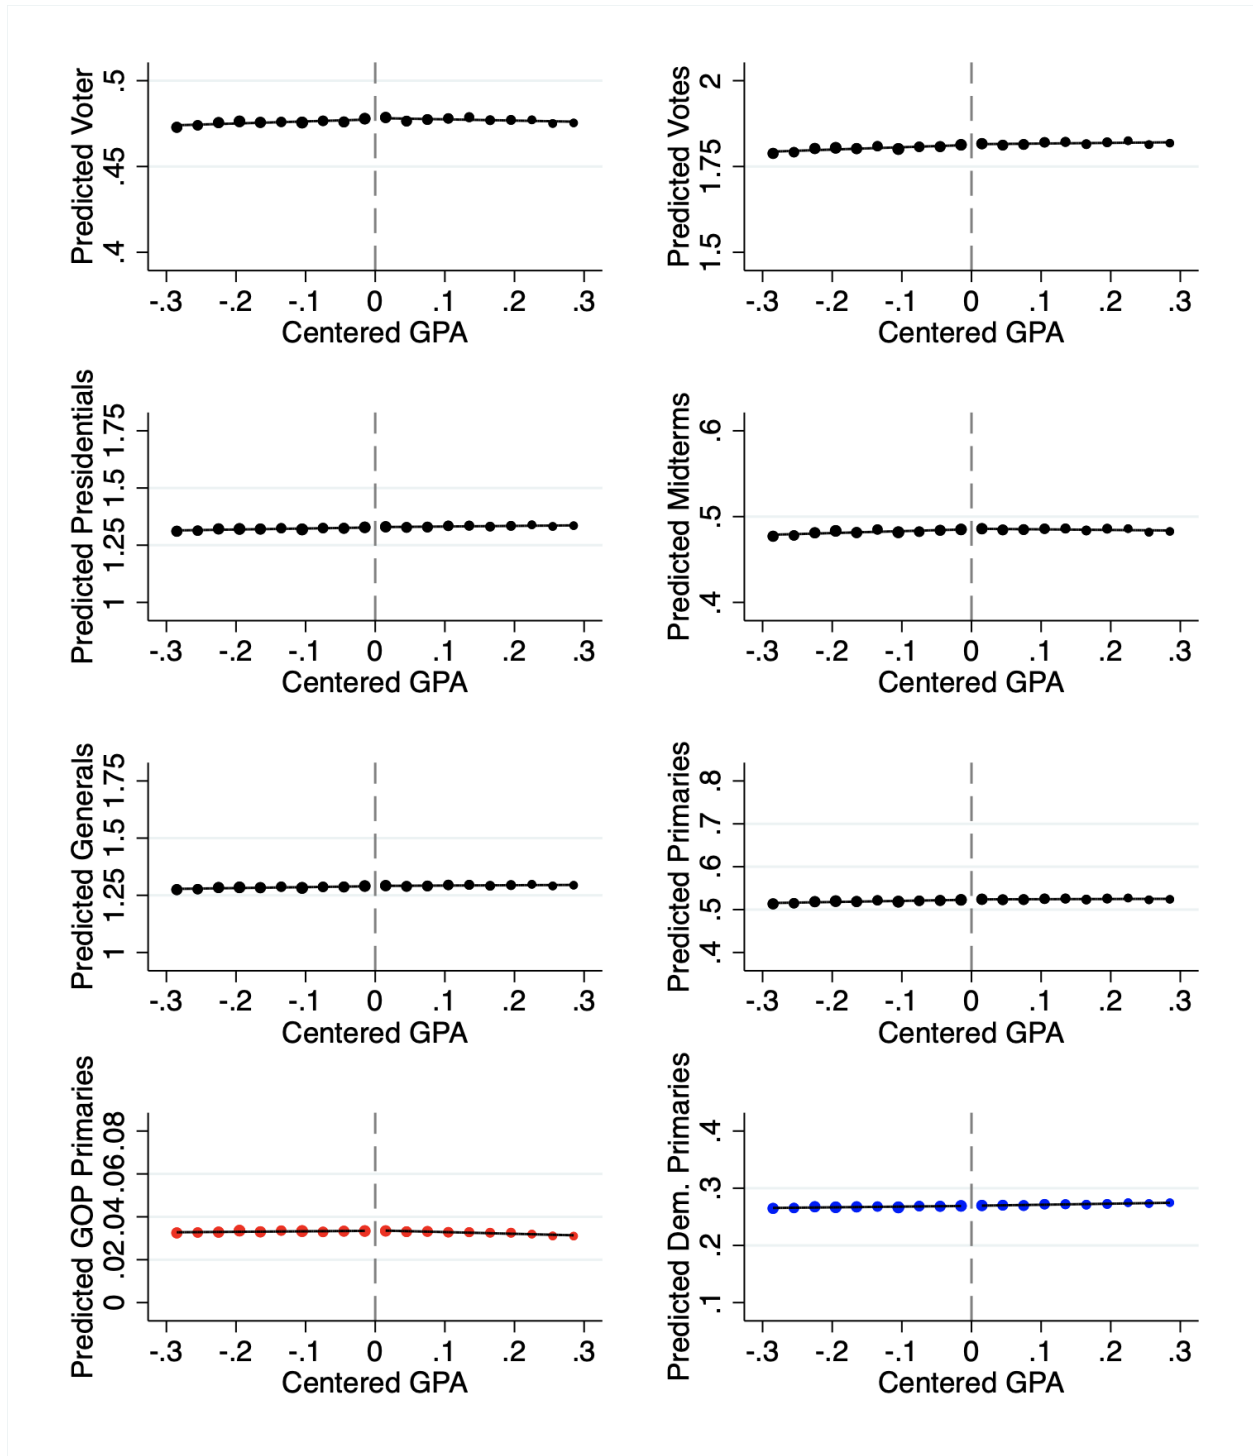 Predicted Voter
.5
.45
.4
-.3 -.2 -.1 0 .1 .2 .3
Centered GPA
Predicted Votes
2
1.75
1.5
-.3 -.2 -.1 0 .1 .2 .3
Centered GPA
Predicted Presidentials
1.75
1.5
1.25
1
-.3 -.2 -.1 0 .1 .2 .3
Centered GPA
Predicted Midterms
.6
.5
.4
-.3 -.2 -.1 0 .1 .2 .3
Centered GPA
Predicted Generals
1.75
1.5
1.25
1
-.3 -.2 -.1 0 .1 .2 .3
Centered GPA
Predicted Primaries
.8
.7
.6
.5
.4
-.3 -.2 -.1 0 .1 .2 .3
Centered GPA
Predicted GOP Primaries
.08
.06
.04
.02
0
-.3 -.2 -.1 0 .1 .2 .3
Centered GPA
Predicted Dem. Primaries
.4
.3
.2
.1
-.3 -.2 -.1 0 .1 .2 .3
Centered GPA